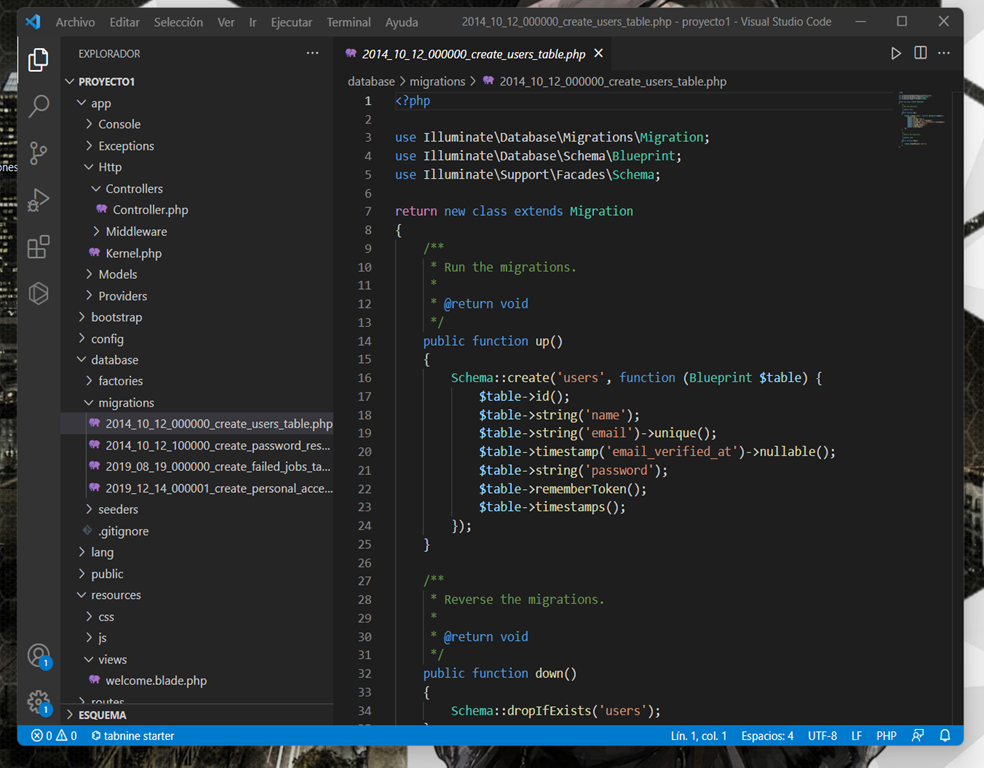 Archivo Editar Selección Ver Ir Ejecutar Terminal Ayuda 2014_10_12_000000_create_users_table.php - proyecto1 - Visual Studio Code
EXPLORADOR
PROYECTO1
app
Console
Exceptions
Http
Controllers
Controller.php
Middleware
Kernel.php
Models
Providers
bootstrap
config
database
factories
migrations
2014_10_12_000000_create_users_table.php
2014_10_12_100000_create_password_res...
2019_08_19_000000_create_failed_jobs_ta...
2019_12_14_000001_create_personal_acce...
seeders
.gitignore
lang
public
resources
css
js
views
welcome.blade.php
routes
ESQUEMA
2014_10_12_000000_create_users_table.php
database > migrations > 2014_10_12_000000_create_users_table.php
1 <?php
2
3 use Illuminate\Database\Migrations\Migration;
4 use Illuminate\Database\Schema\Blueprint;
5 use Illuminate\Support\Facades\Schema;
6
7 return new class extends Migration
8 {
9 /**
10 * Run the migrations.
11 *
12 * @return void
13 */
14 public function up()
15 {
16 Schema::create('users', function (Blueprint $table) {
17 $table->id();
18 $table->string('name');
19 $table->string('email')->unique();
20 $table->timestamp('email_verified_at')->nullable();
21 $table->string('password');
22 $table->rememberToken();
23 $table->timestamps();
24 });
25 }
26
27 /**
28 * Reverse the migrations.
29 *
30 * @return void
31 */
32 public function down()
33 {
34 Schema::dropIfExists('users');
1
1
0 0 tabnine starter Lín. 1, col. 1 Espacios: 4 UTF-8 LF PHP